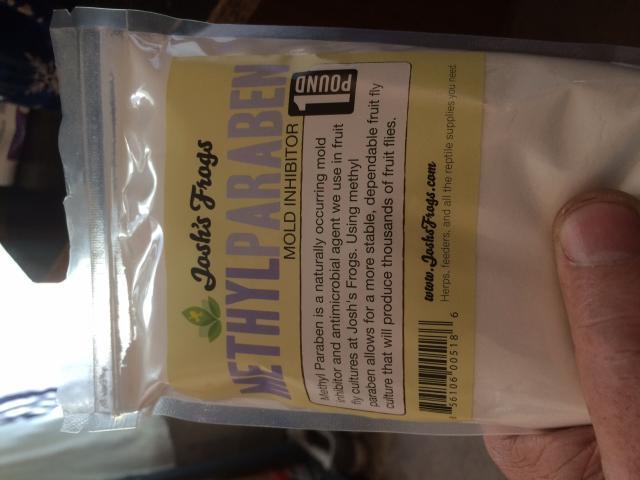 Josh's Frogs
METHYLPARABEN
MOLD INHIBITOR
1 POUND
Methyl Paraben is a naturally occurring mold
inhibitor and antimicrobial agent we use in fruit
fly cultures at Josh's Frogs. Using methyl
paraben allows for a more stable, dependable fruit fly
culture that will produce thousands of fruit flies.
www.JoshsFrogs.com
Herps, feeders, and all the reptile supplies you need
56106 00518 6